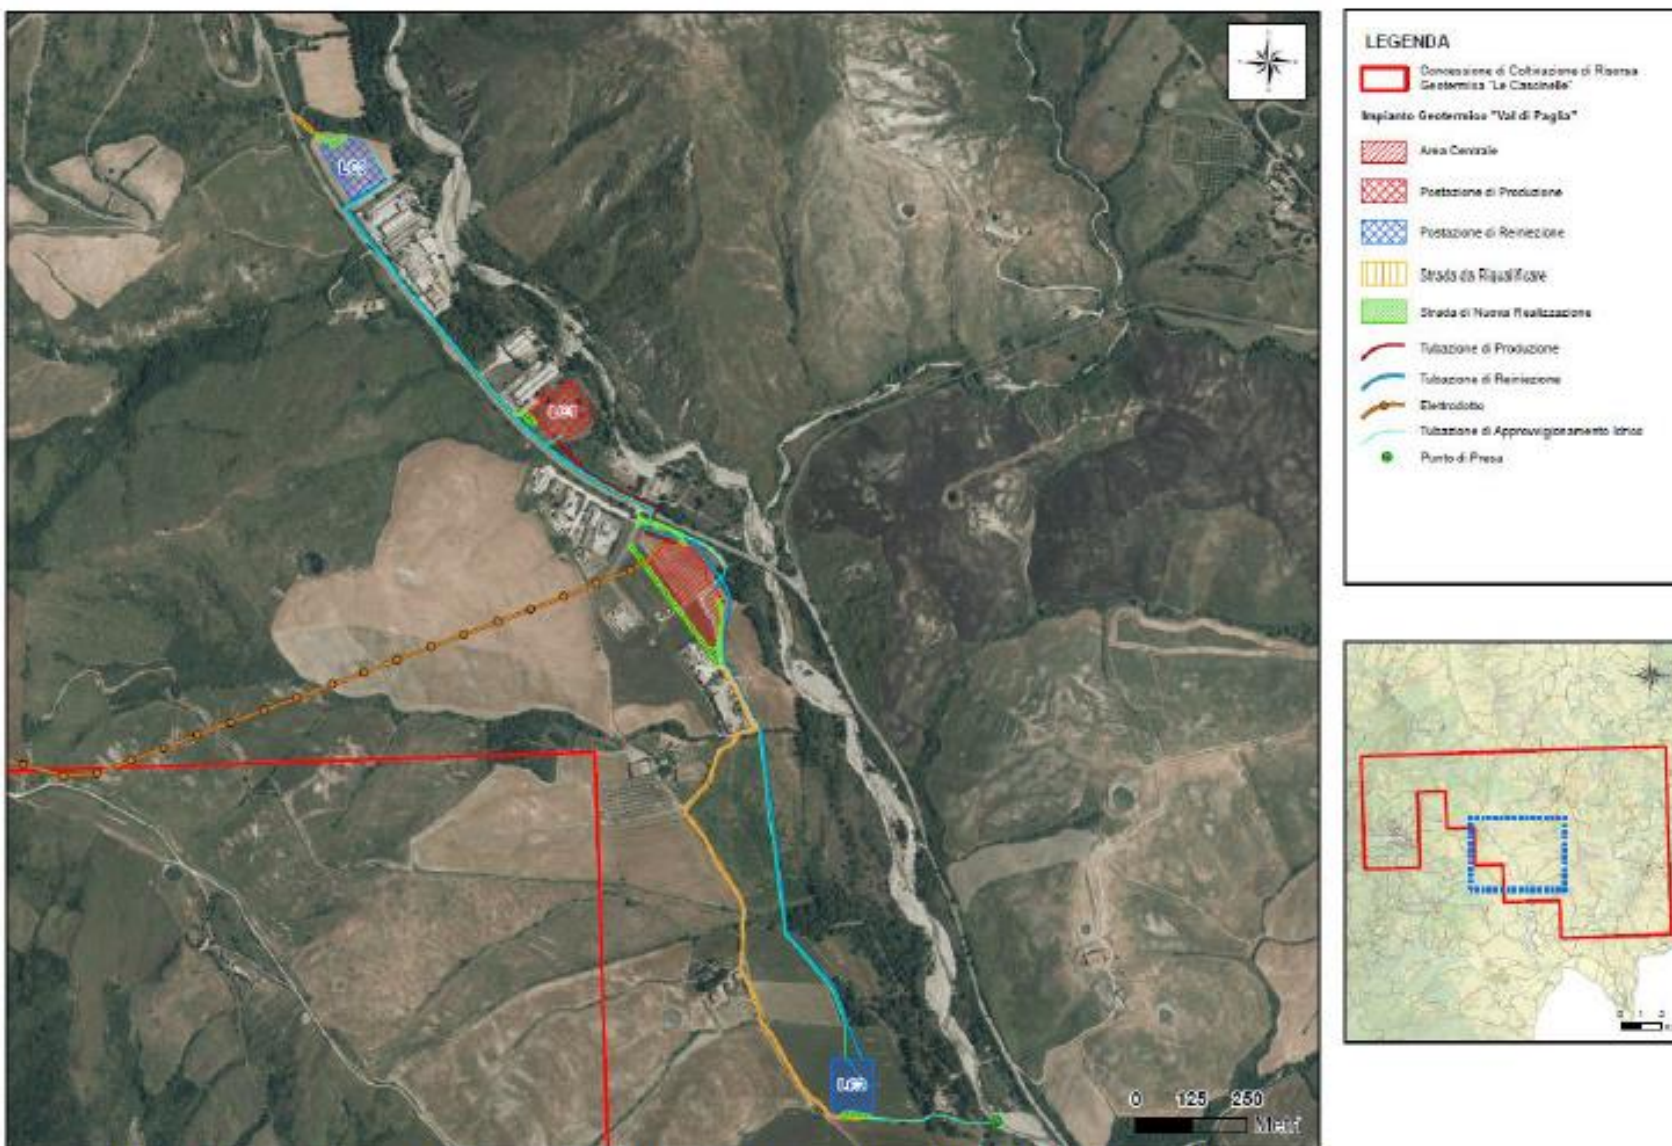 LEGENDA
Concessione di Coltivazione di Risorsa
Geotermica "Le Cascinelle"
Impianto Geotermico "Val di Paglia"
Area Centrale
Postazione di Produzione
Postazione di Reiniezione
Strada da Riqualificare
Strada di Nuova Realizzazione
Tubazione di Produzione
Tubazione di Reiniezione
Elettrodotto
Tubazione di Approvvigionamento Idrico
Punto di Presa
0 125 250
Metri